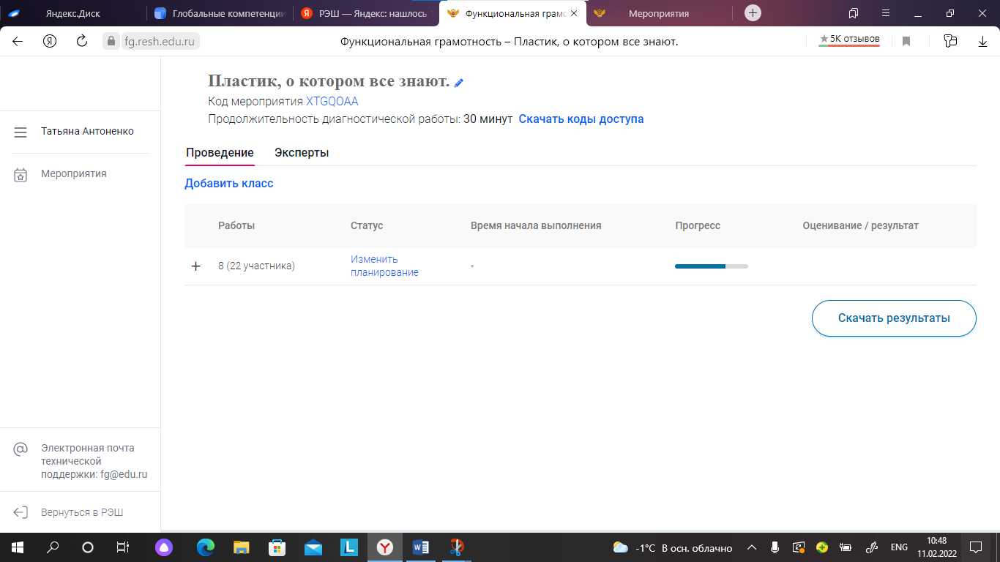 Яндекс.Диск
Глобальные компетенции
РЭШ — Яндекс: нашлось
Функциональная грамо
Мероприятия
fg.resh.edu.ru
Функциональная грамотность – Пластик, о котором все знают.
★ 5K отзывов
Пластик, о котором все знают.
Код мероприятия XTGQOAA
Продолжительность диагностической работы: 30 минут Скачать коды доступа
Татьяна Антоненко
Мероприятия
Проведение Эксперты
Добавить класс
Работы Статус Время начала выполнения Прогресс Оценивание / результат
8 (22 участника) Изменить планирование -
Скачать результаты
Электронная почта
технической
поддержки: fg@edu.ru
Вернуться в РЭШ
-1°C В осн. облачно
ENG
10:48
11.02.2022